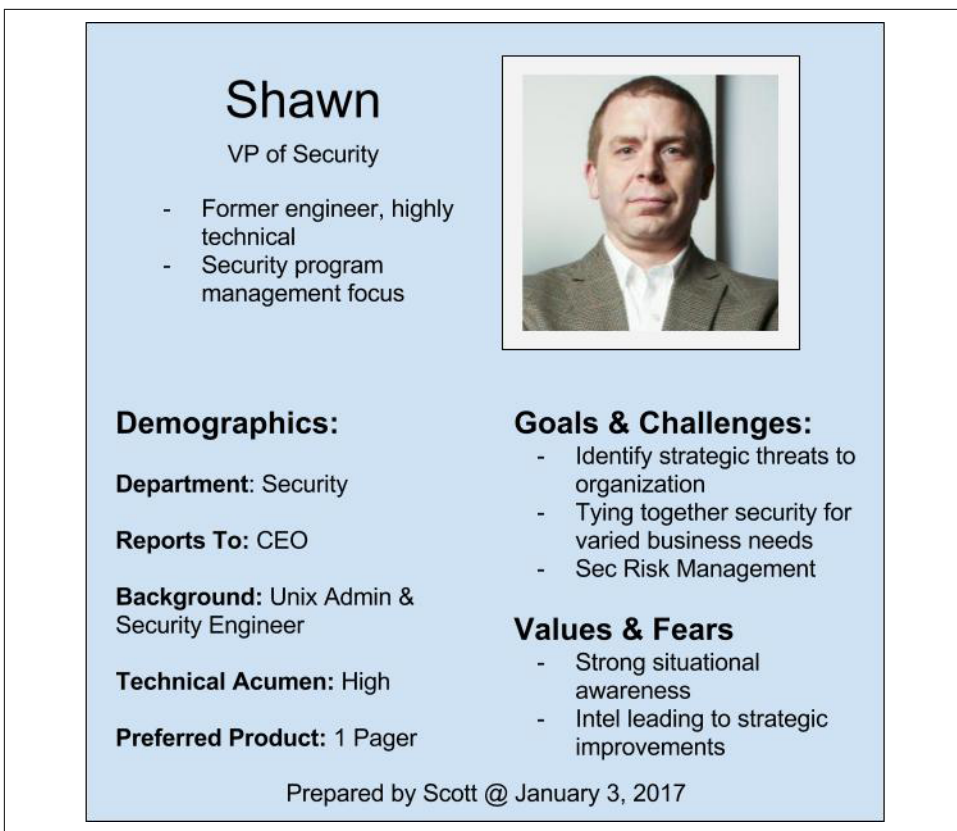 Shawn
VP of Security
- Former engineer, highly
technical
- Security program
management focus
Demographics:
Department: Security
Reports To: CEO
Background: Unix Admin &
Security Engineer
Technical Acumen: High
Preferred Product: 1 Pager
Goals & Challenges:
- Identify strategic threats to
organization
- Tying together security for
varied business needs
- Sec Risk Management
Values & Fears
- Strong situational
awareness
- Intel leading to strategic
improvements
Prepared by Scott @ January 3, 2017